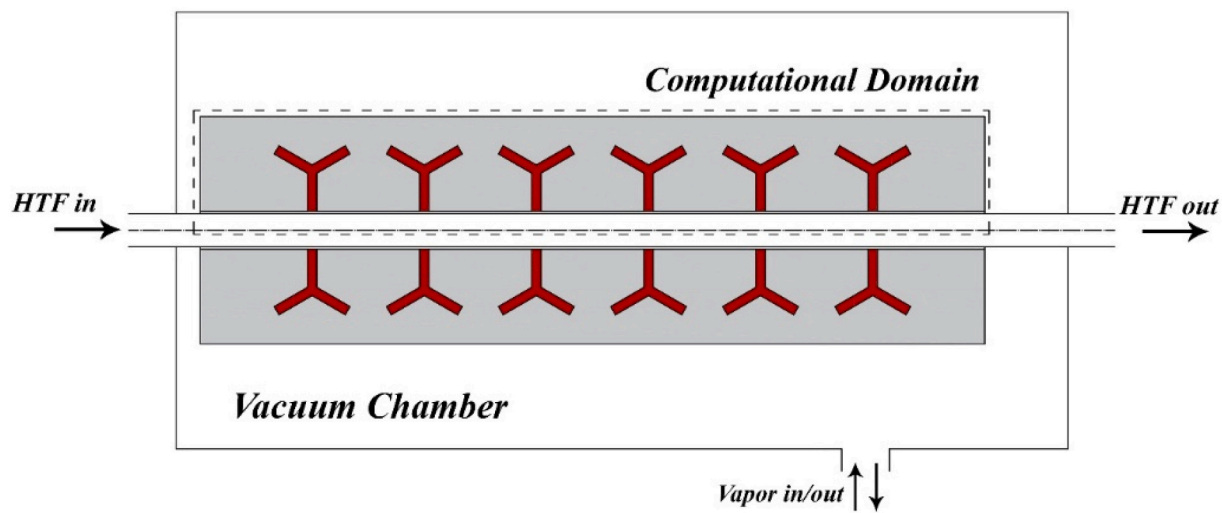 Computational Domain
HTF in
HTF out
Vacuum Chamber
Vapor in/out